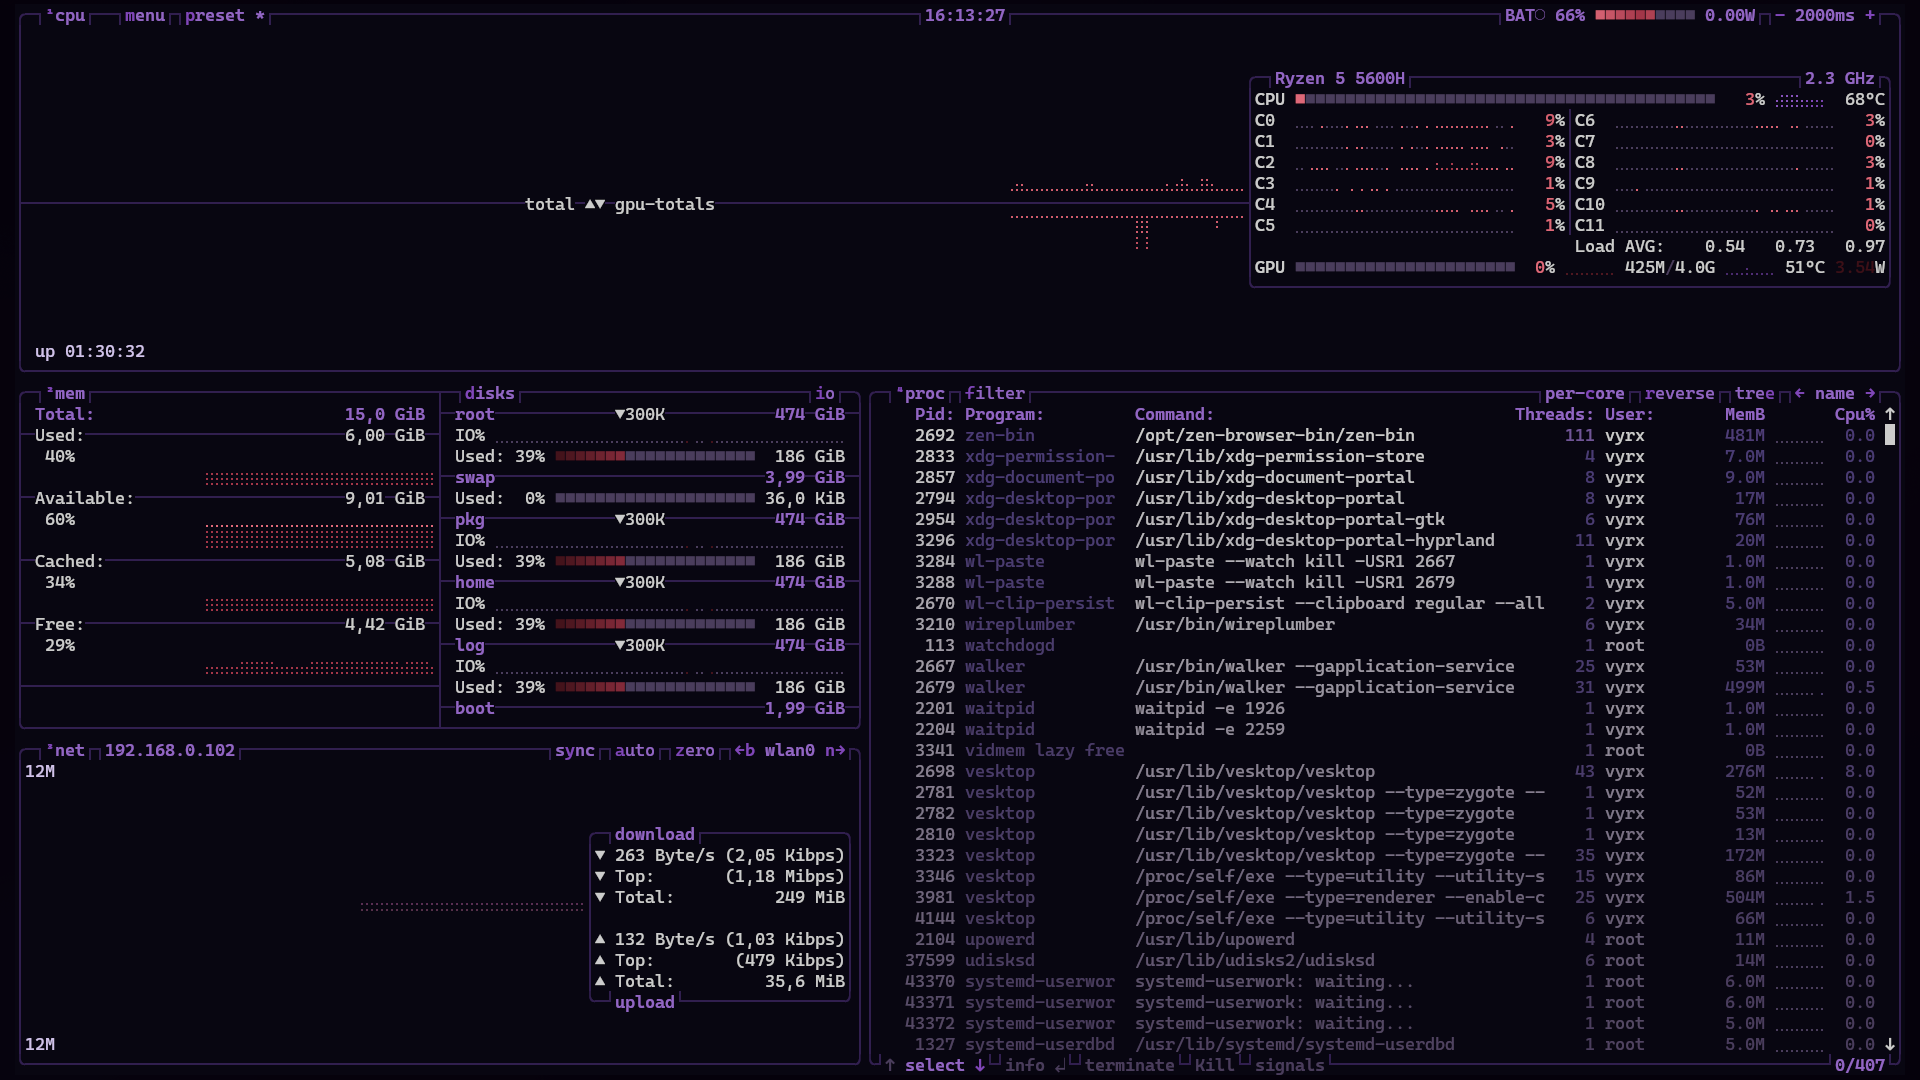 ¹cpu menu preset * 16:13:27 BAT 66% 0.00W - 2000ms +
Ryzen 5 5600H 2.3 GHz
CPU 3% 68°C
C0 9% C6 3%
C1 3% C7 0%
C2 9% C8 3%
C3 1% C9 1%
total ▲▼ gpu-totals C4 5% C10 1%
C5 1% C11 0%
Load AVG: 0.54 0.73 0.97
GPU 0% 425M/4.0G 51°C 3.54W
up 01:30:32
²mem
Total: 15,0 GiB
Used: 6,00 GiB
40%
Available: 9,01 GiB
60%
Cached: 5,08 GiB
34%
Free: 4,42 GiB
29%
disks io
root ▼300K 474 GiB
IO%
Used: 39% 186 GiB
swap 3,99 GiB
Used: 0% 36,0 KiB
pkg ▼300K 474 GiB
IO%
Used: 39% 186 GiB
home ▼300K 474 GiB
IO%
Used: 39% 186 GiB
log ▼300K 474 GiB
IO%
Used: 39% 186 GiB
boot 1,99 GiB
³net 192.168.0.102 sync auto zero ←b wlan0 n→
12M
download
▼ 263 Byte/s (2,05 Kibps)
▼ Top: (1,18 Mibps)
▼ Total: 249 MiB
▲ 132 Byte/s (1,03 Kibps)
▲ Top: (479 Kibps)
▲ Total: 35,6 MiB
upload
12M
⁴proc filter per-core reverse tree ← name →
Pid: Program: Command: Threads: User: MemB Cpu% ↑
2692 zen-bin /opt/zen-browser-bin/zen-bin 111 vyrx 481M 0.0
2833 xdg-permission- /usr/lib/xdg-permission-store 4 vyrx 7.0M 0.0
2857 xdg-document-po /usr/lib/xdg-document-portal 8 vyrx 9.0M 0.0
2794 xdg-desktop-por /usr/lib/xdg-desktop-portal 8 vyrx 17M 0.0
2954 xdg-desktop-por /usr/lib/xdg-desktop-portal-gtk 6 vyrx 76M 0.0
3296 xdg-desktop-por /usr/lib/xdg-desktop-portal-hyprland 11 vyrx 20M 0.0
3284 wl-paste wl-paste --watch kill -USR1 2667 1 vyrx 1.0M 0.0
3288 wl-paste wl-paste --watch kill -USR1 2679 1 vyrx 1.0M 0.0
2670 wl-clip-persist wl-clip-persist --clipboard regular --all 2 vyrx 5.0M 0.0
3210 wireplumber /usr/bin/wireplumber 6 vyrx 34M 0.0
113 watchdogd 1 root 0B 0.0
2667 walker /usr/bin/walker --gapplication-service 25 vyrx 53M 0.0
2679 walker /usr/bin/walker --gapplication-service 31 vyrx 499M 0.5
2201 waitpid waitpid -e 1926 1 vyrx 1.0M 0.0
2204 waitpid waitpid -e 2259 1 vyrx 1.0M 0.0
3341 vidmem lazy free 1 root 0B 0.0
2698 vesktop /usr/lib/vesktop/vesktop 43 vyrx 276M 8.0
2781 vesktop /usr/lib/vesktop/vesktop --type=zygote -- 1 vyrx 52M 0.0
2782 vesktop /usr/lib/vesktop/vesktop --type=zygote 1 vyrx 53M 0.0
2810 vesktop /usr/lib/vesktop/vesktop --type=zygote 1 vyrx 13M 0.0
3323 vesktop /usr/lib/vesktop/vesktop --type=zygote -- 35 vyrx 172M 0.0
3346 vesktop /proc/self/exe --type=utility --utility-s 15 vyrx 86M 0.0
3981 vesktop /proc/self/exe --type=renderer --enable-c 25 vyrx 504M 1.5
4144 vesktop /proc/self/exe --type=utility --utility-s 6 vyrx 66M 0.0
2104 upowerd /usr/lib/upowerd 4 root 11M 0.0
37599 udisksd /usr/lib/udisks2/udisksd 6 root 14M 0.0
43370 systemd-userwor systemd-userwork: waiting... 1 root 6.0M 0.0
43371 systemd-userwor systemd-userwork: waiting... 1 root 6.0M 0.0
43372 systemd-userwor systemd-userwork: waiting... 1 root 5.0M 0.0
1327 systemd-userdbd /usr/lib/systemd/systemd-userdbd 1 root 5.0M 0.0 ↓
↑ select ↓ info ↲ terminate Kill signals 0/407